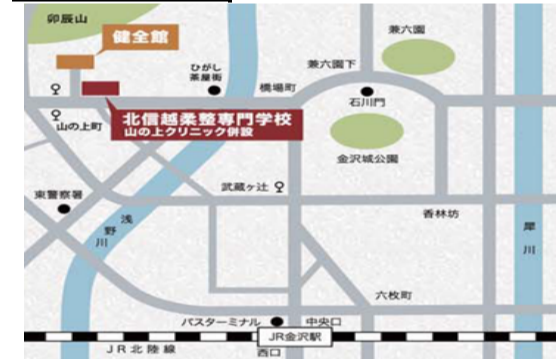 卯辰山
健全館
兼六園
ひがし
茶屋街
兼六園下
橋場町
石川門
北信越柔整専門学校
山の上クリニック併設
山の上町
金沢城公園
東警察署
武蔵ヶ辻
香林坊
浅野川
犀川
六枚町
バスターミナル
中央口
JR金沢駅
JR北陸線
西口